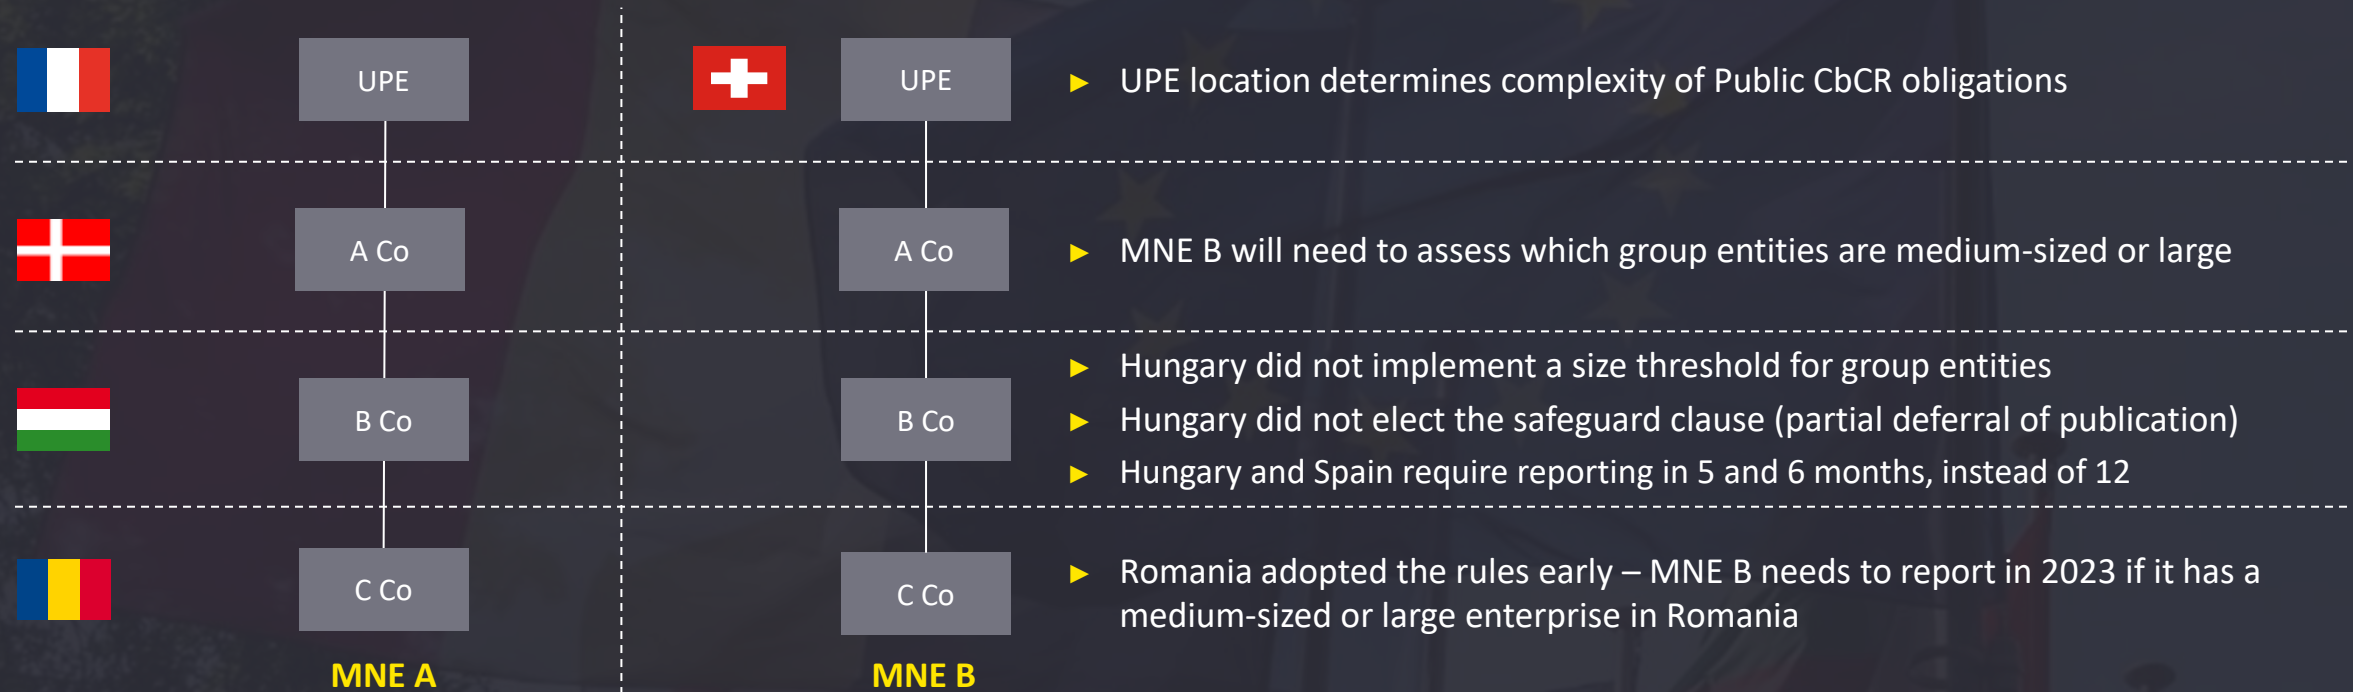 UPE
UPE
► UPE location determines complexity of Public CbCR obligations
A Co
A Co
► MNE B will need to assess which group entities are medium-sized or large
► Hungary did not implement a size threshold for group entities
B Co
B Co
► Hungary did not elect the safeguard clause (partial deferral of publication)
► Hungary and Spain require reporting in 5 and 6 months, instead of 12
C Co
C Co
► Romania adopted the rules early – MNE B needs to report in 2023 if it has a
medium-sized or large enterprise in Romania
MNE A
MNE B